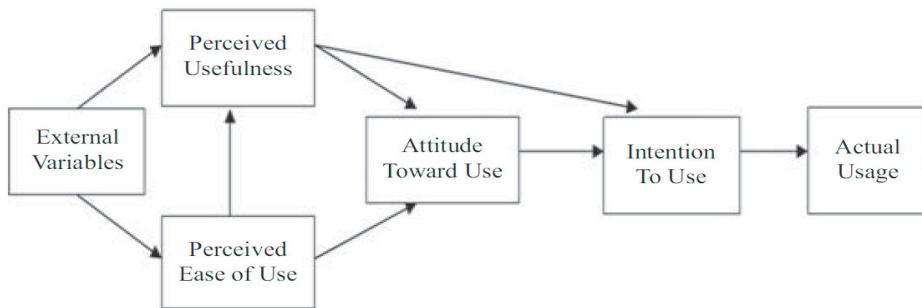 Perceived
Usefulness
External
Variables
Attitude
Toward Use
Intention
To Use
Actual
Usage
Perceived
Ease of Use